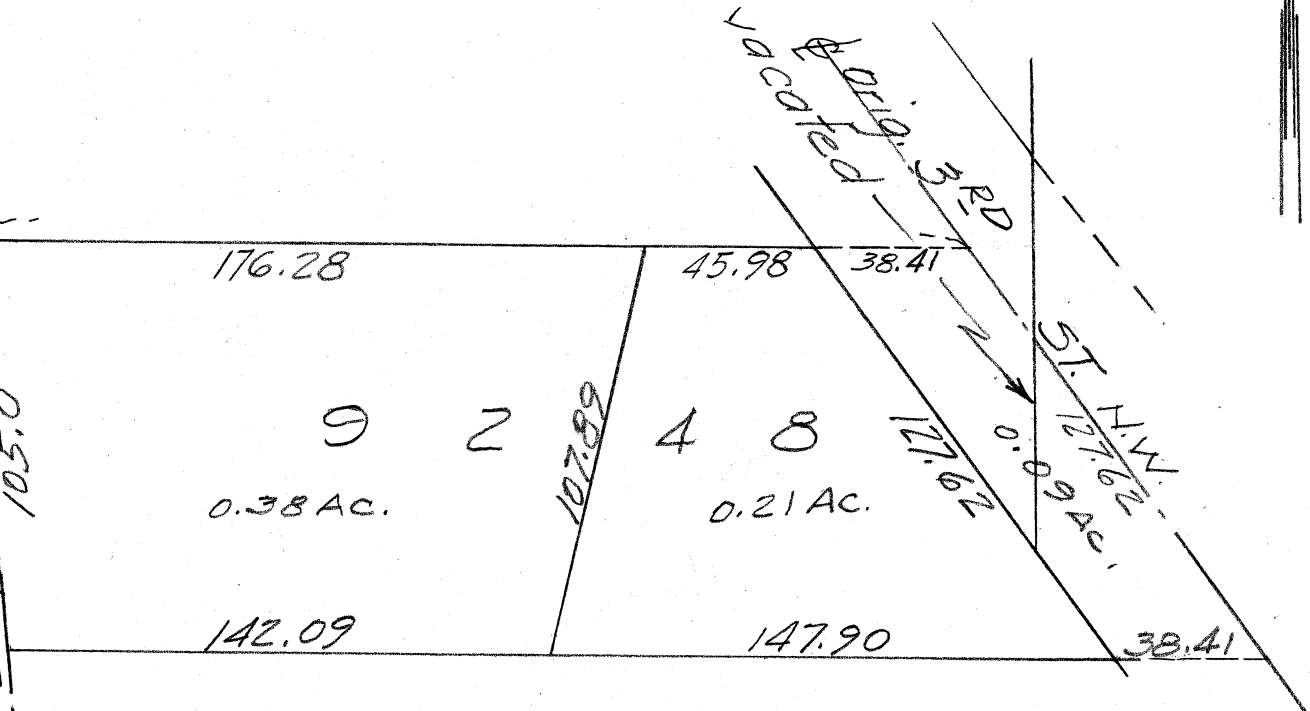 vacated
℄ orig. 3RD ST. H.W.
176.28
45.98
38.41
105.0
9 2
107.89
4 8
127.62
127.62
0.09 Ac.
0.38 Ac.
0.21 Ac.
142.09
147.90
38.41